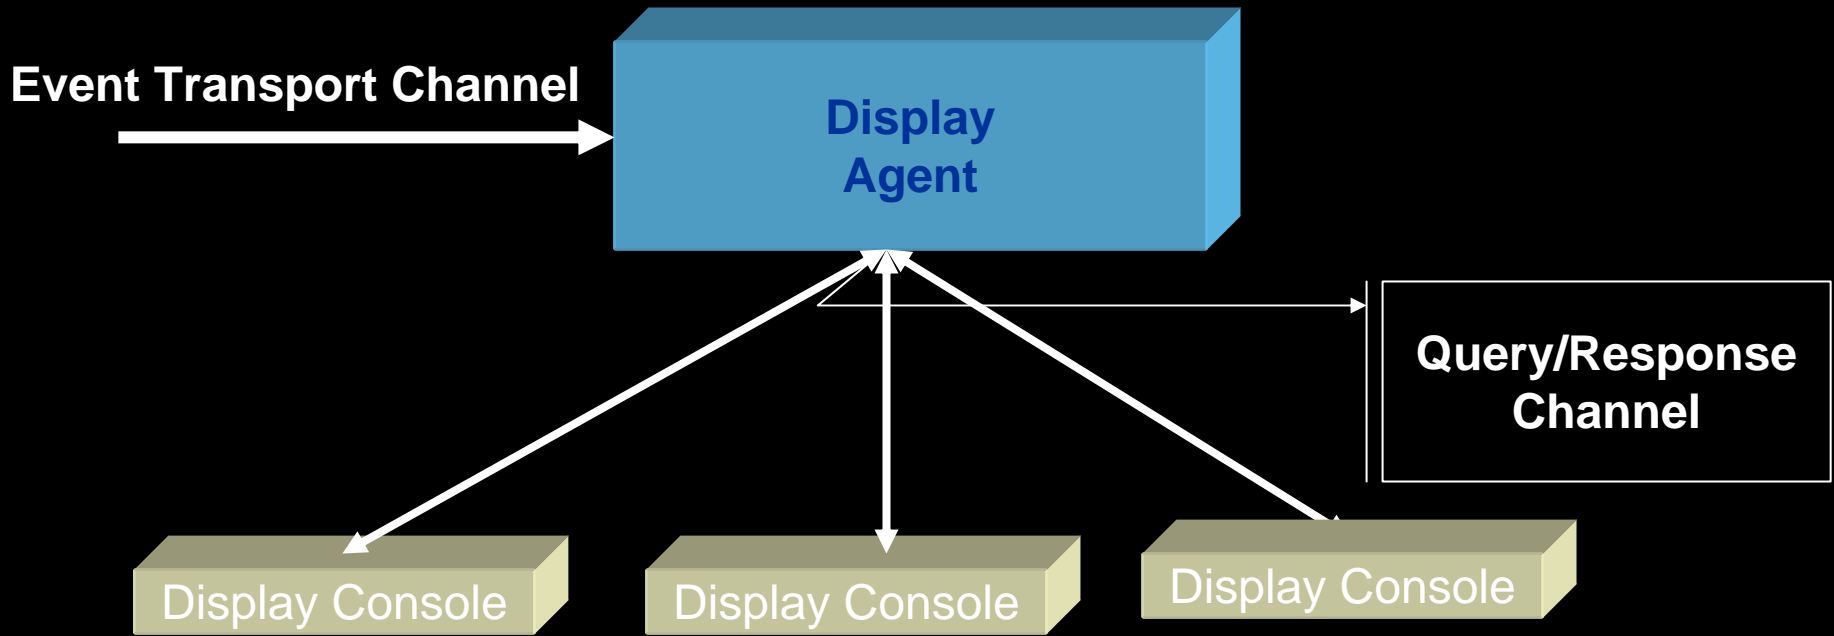 Event Transport Channel
Display
Agent
Query/Response
Channel
Display Console
Display Console
Display Console